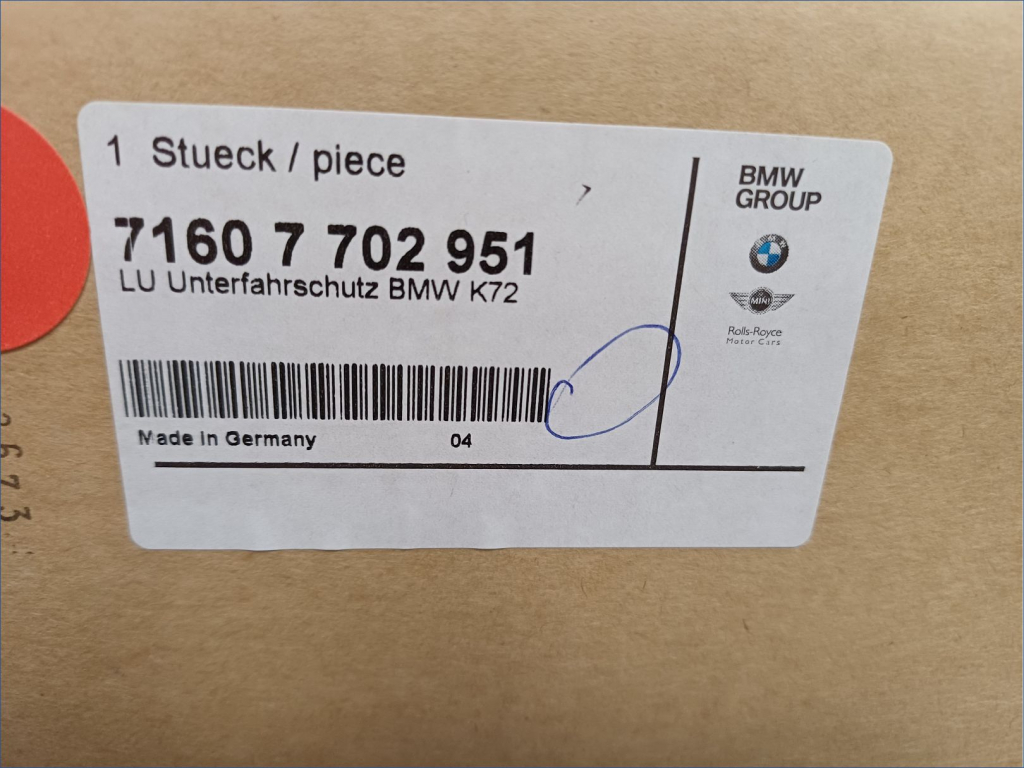 1 Stueck / piece
7160 7 702 951
LU Unterfahrschutz BMW K72
Made in Germany 04
BMW
GROUP
MINI
Rolls-Royce
Motor Cars
2673